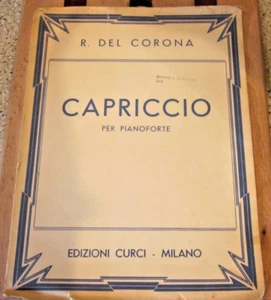 R. DEL CORONA
CAPRICCIO
PER PIANOFORTE
EDIZIONI CURCI - MILANO